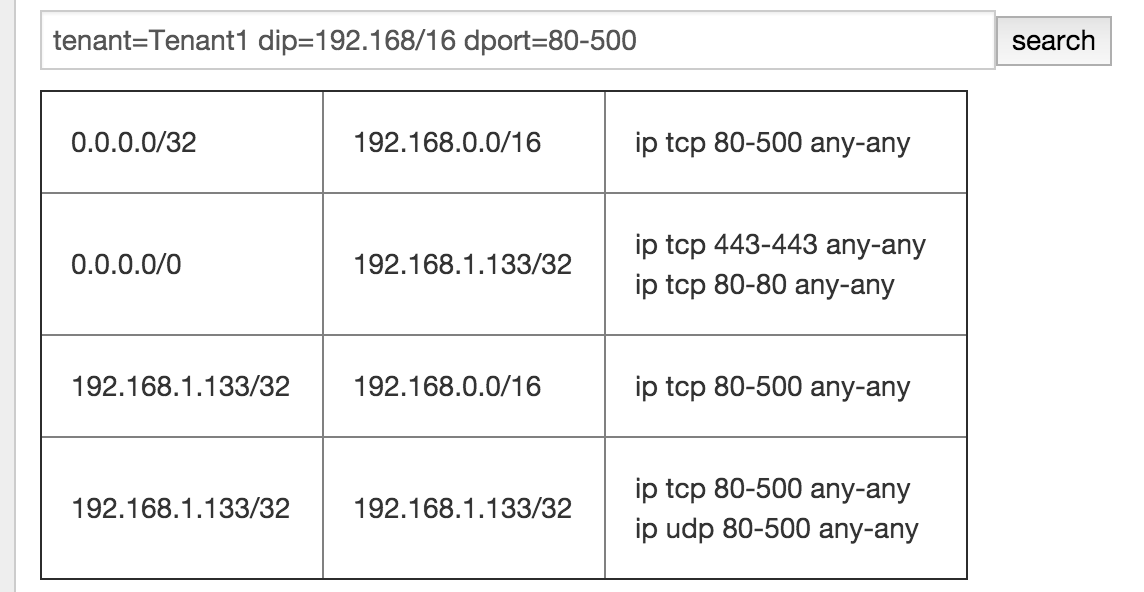 tenant=Tenant1 dip=192.168/16 dport=80-500
search
0.0.0.0/32
192.168.0.0/16
ip tcp 80-500 any-any
0.0.0.0/0
192.168.1.133/32
ip tcp 443-443 any-any
ip tcp 80-80 any-any
192.168.1.133/32
192.168.0.0/16
ip tcp 80-500 any-any
192.168.1.133/32
192.168.1.133/32
ip tcp 80-500 any-any
ip udp 80-500 any-any